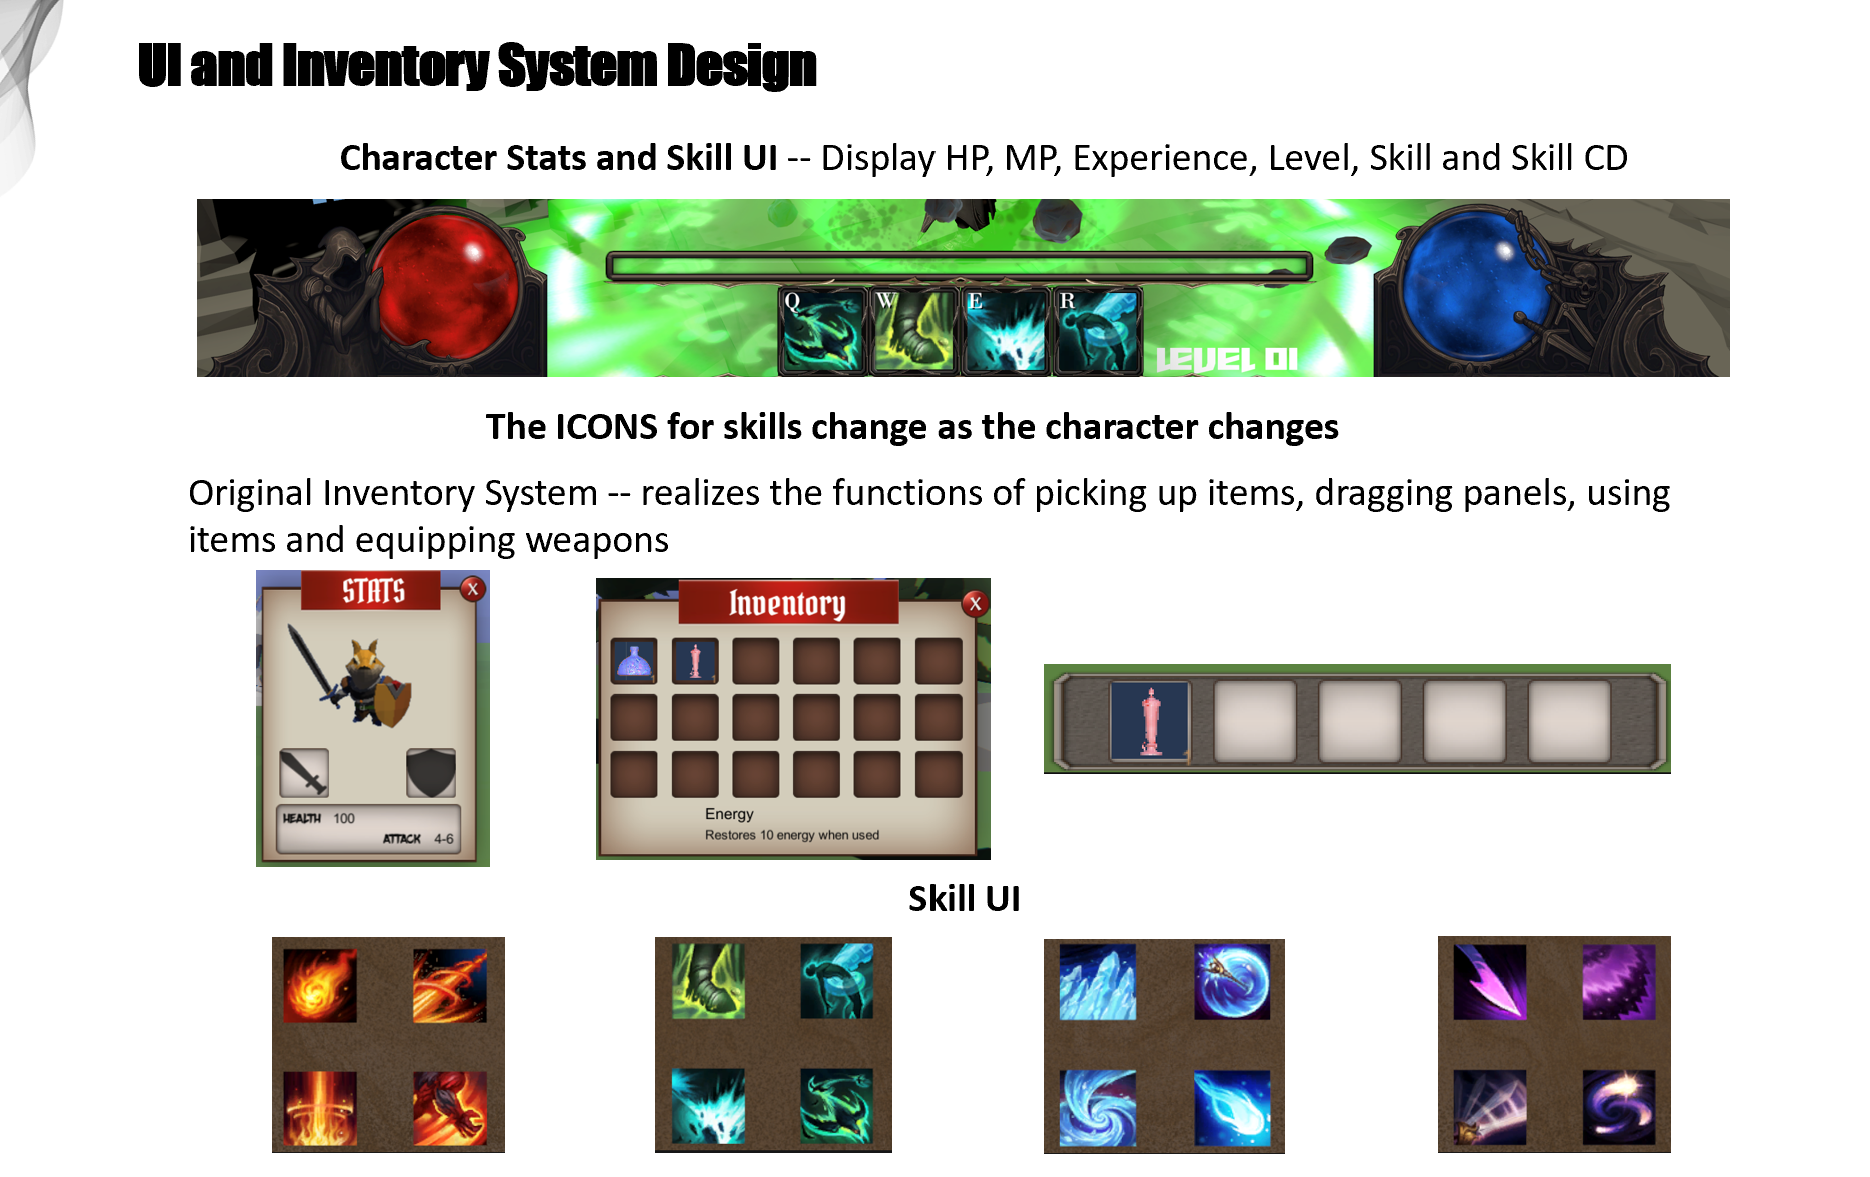 UI and Inventory System Design
Character Stats and Skill UI -- Display HP, MP, Experience, Level, Skill and Skill CD
Q W E R
LEVEL 01
The ICONS for skills change as the character changes
Original Inventory System -- realizes the functions of picking up items, dragging panels, using
items and equipping weapons
STATS X
Inventory X
HEALTH 100
ATTACK 4-6
Energy
Restores 10 energy when used
Skill UI